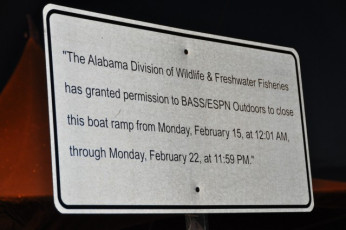 "The Alabama Division of Wildlife & Freshwater Fisheries
has granted permission to BASS/ESPN Outdoors to close
this boat ramp from Monday, February 15, at 12:01 AM,
through Monday, February 22, at 11:59 PM."